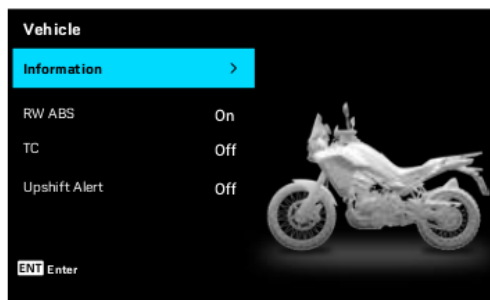 Vehicle
Information >
RW ABS On
TC Off
Upshift Alert Off
ENT Enter